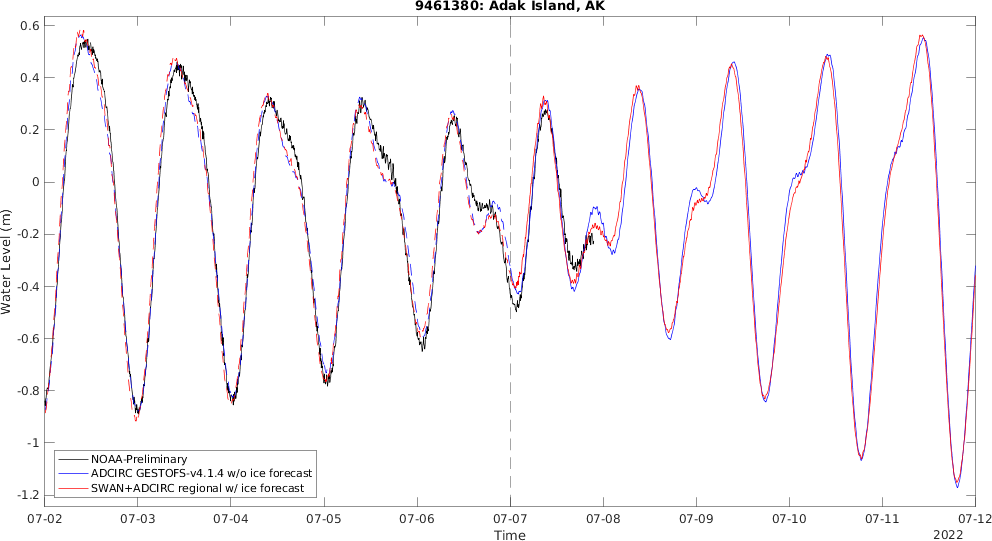 9461380: Adak Island, AK
0.6
0.4
0.2
0
-0.2
-0.4
-0.6
-0.8
-1
-1.2
Water Level (m)
NOAA-Preliminary
ADCIRC GESTOFS-v4.1.4 w/o ice forecast
SWAN+ADCIRC regional w/ ice forecast
07-02 07-03 07-04 07-05 07-06 07-07 07-08 07-09 07-10 07-11 07-12
Time
2022